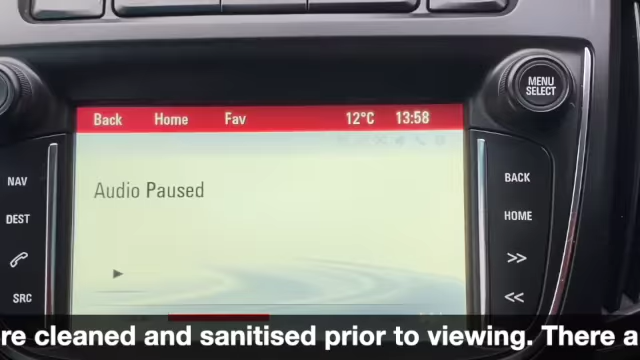 MENU
SELECT
Back Home Fav 12°C 13:58
NAV
DEST
SRC
Audio Paused
BACK
HOME
re cleaned and sanitised prior to viewing. There a